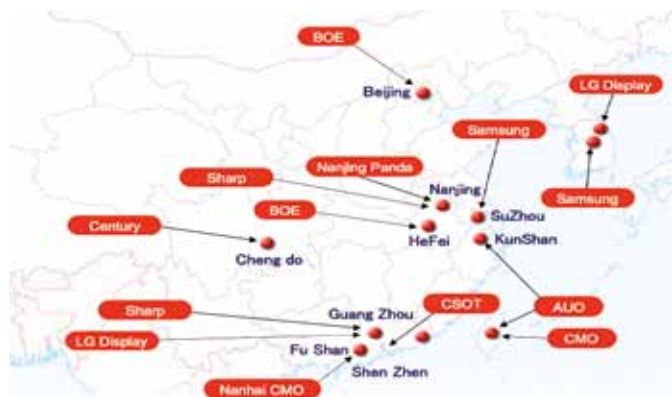 BOE
Beijing
LG Display
Samsung
Nanjing Panda
Sharp
Nanjing
Samsung
BOE
SuZhou
Century
HeFei
KunShan
Cheng do
CSOT
Sharp
Guang Zhou
AUO
LG Display
Fu Shan
CMO
Shen Zhen
Nanhai CMO